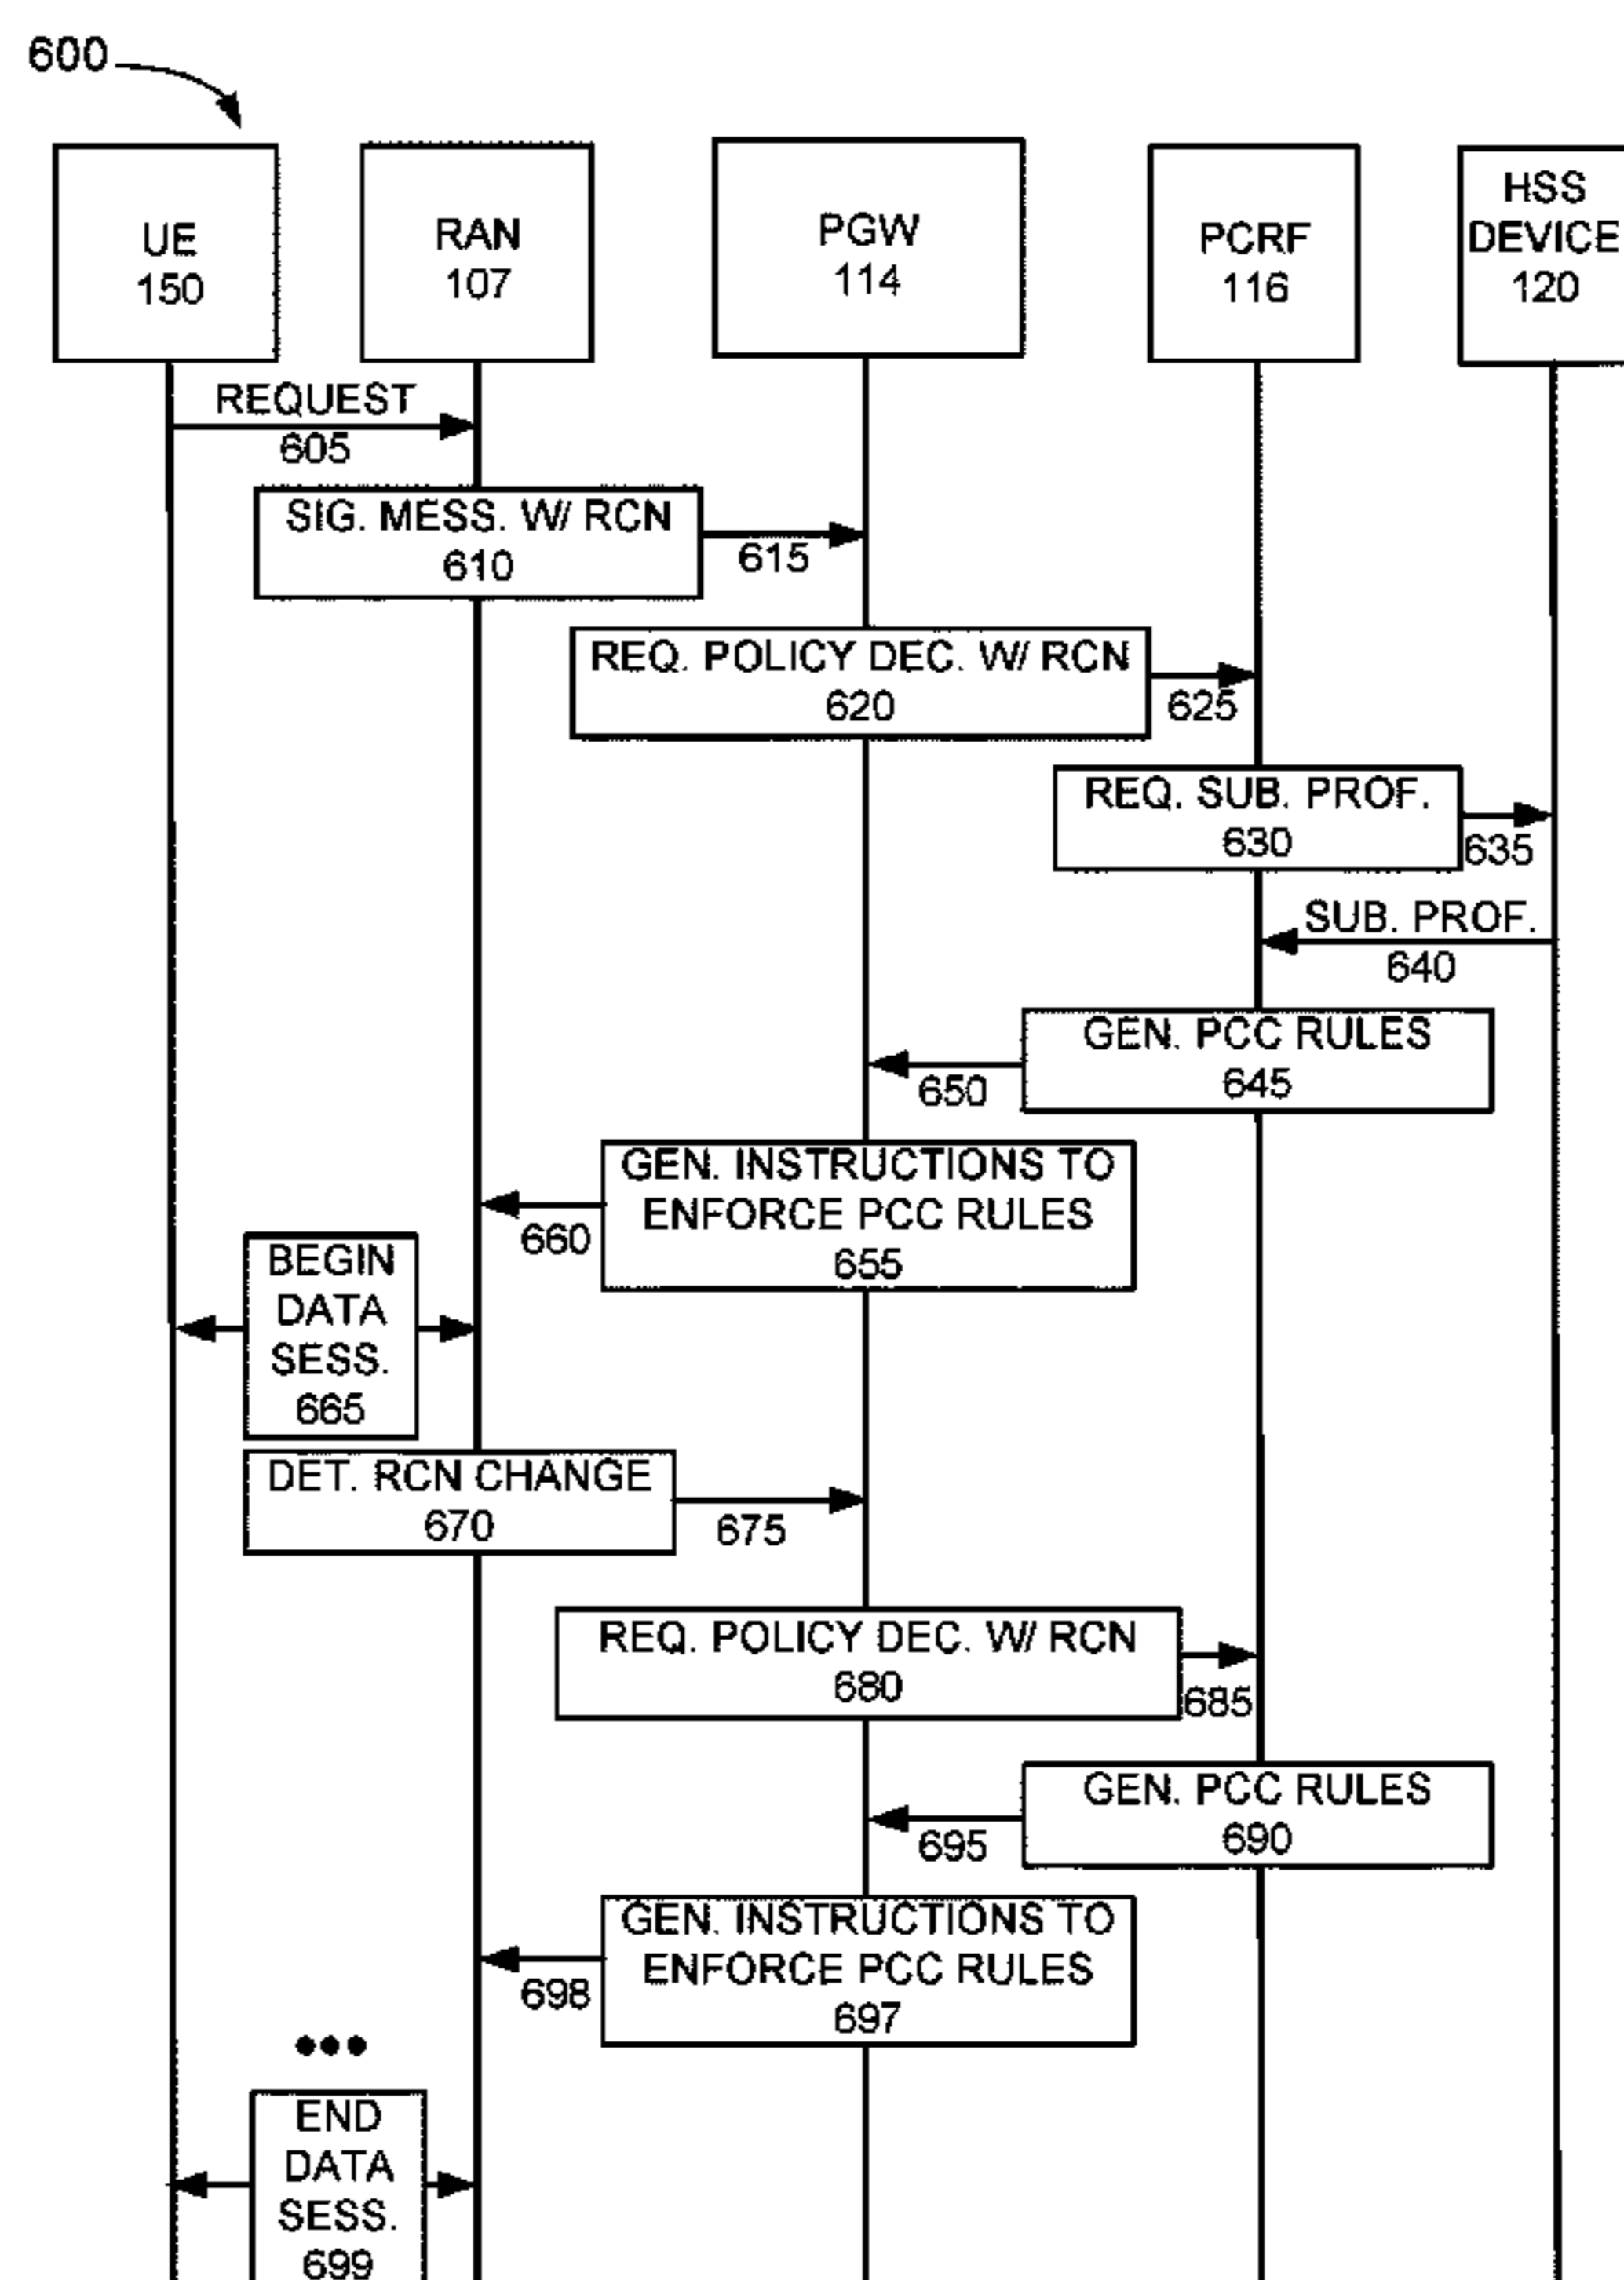 600
UE
150
RAN
107
PGW
114
PCRF
116
HSS
DEVICE
120
REQUEST
605
SIG. MESS. W/ RCN
610
615
REQ. POLICY DEC. W/ RCN
620
625
REQ. SUB. PROF.
630
635
SUB. PROF.
640
GEN. PCC RULES
645
650
GEN. INSTRUCTIONS TO
ENFORCE PCC RULES
655
660
BEGIN
DATA
SESS.
665
DET. RCN CHANGE
670
675
REQ. POLICY DEC. W/ RCN
680
685
GEN. PCC RULES
690
695
GEN. INSTRUCTIONS TO
ENFORCE PCC RULES
697
698
•••
END
DATA
SESS.
699